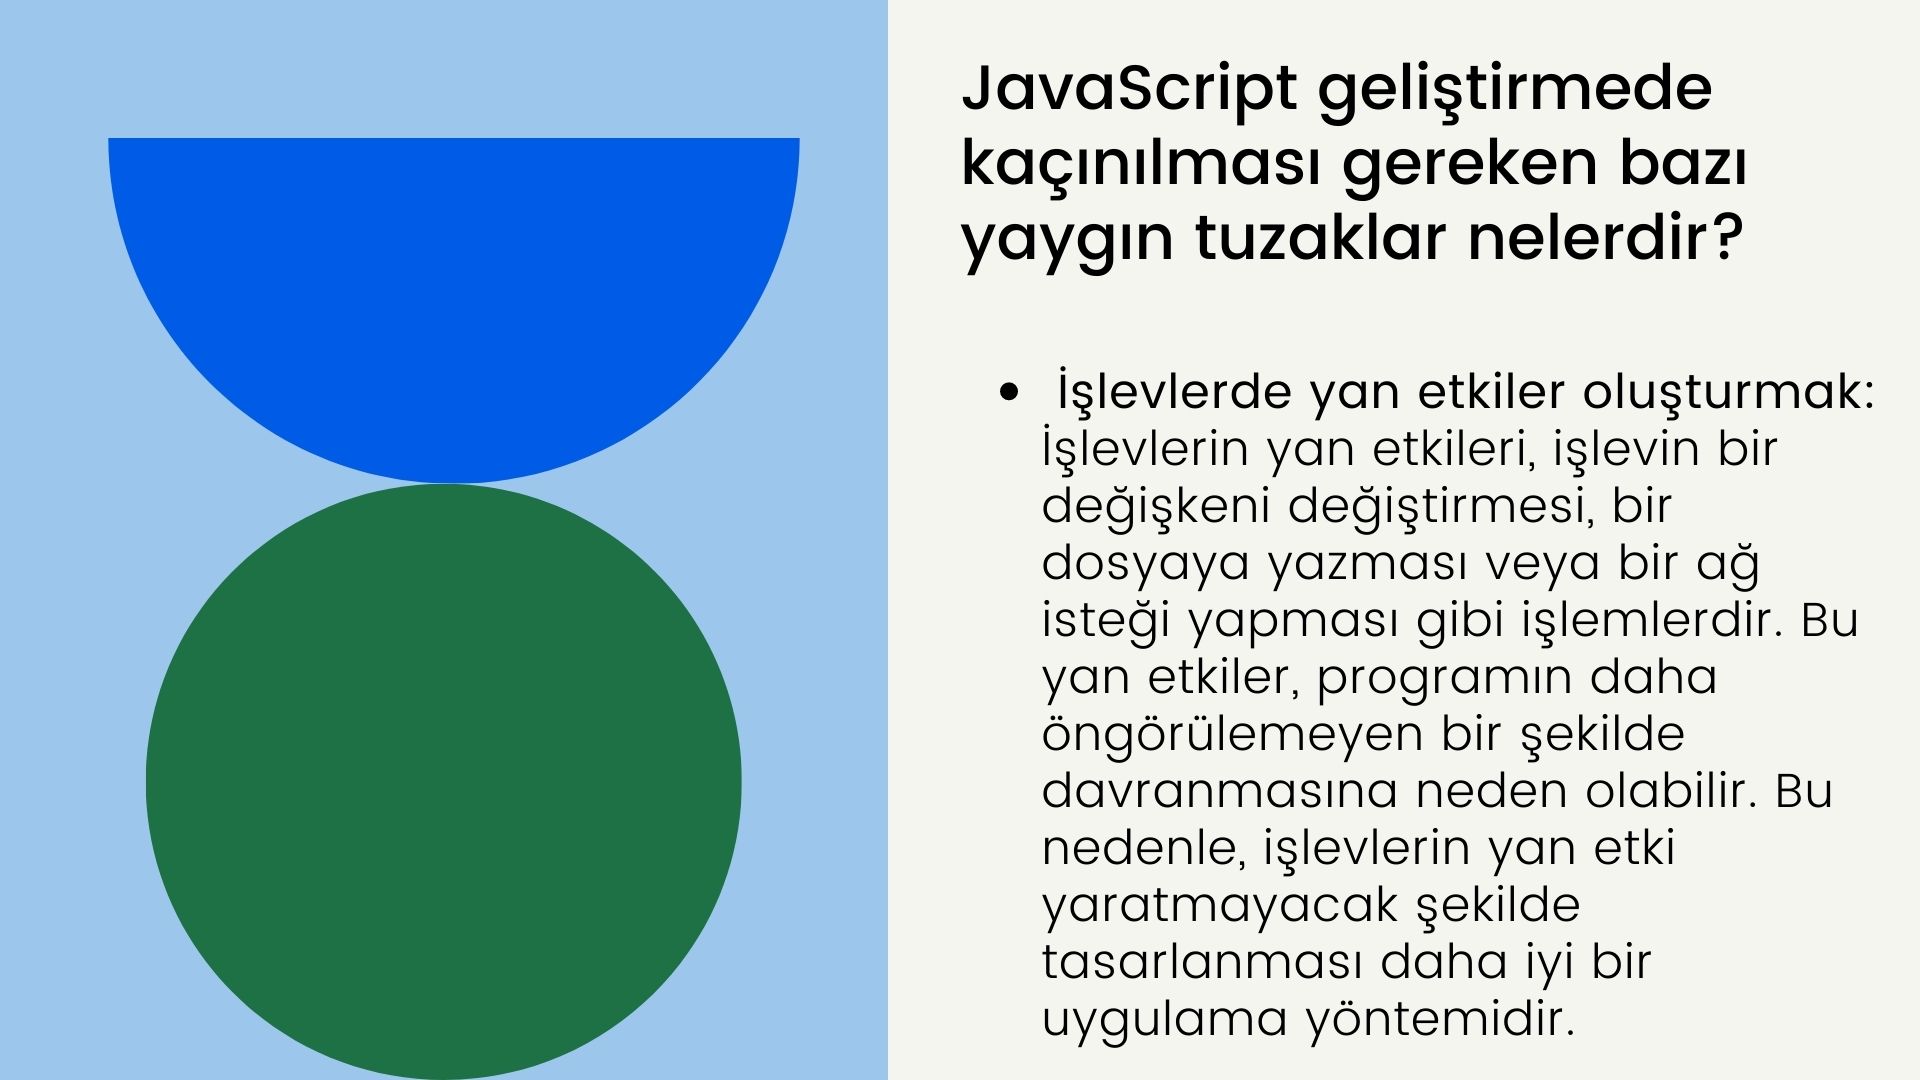 JavaScript geliştirmede
kaçınılması gereken bazı
yaygın tuzaklar nelerdir?
• İşlevlerde yan etkiler oluşturmak:
İşlevlerin yan etkileri, işlevin bir
değişkeni değiştirmesi, bir
dosyaya yazması veya bir ağ
isteği yapması gibi işlemlerdir. Bu
yan etkiler, programın daha
öngörülemeyen bir şekilde
davranmasına neden olabilir. Bu
nedenle, işlevlerin yan etki
yaratmayacak şekilde
tasarlanması daha iyi bir
uygulama yöntemidir.